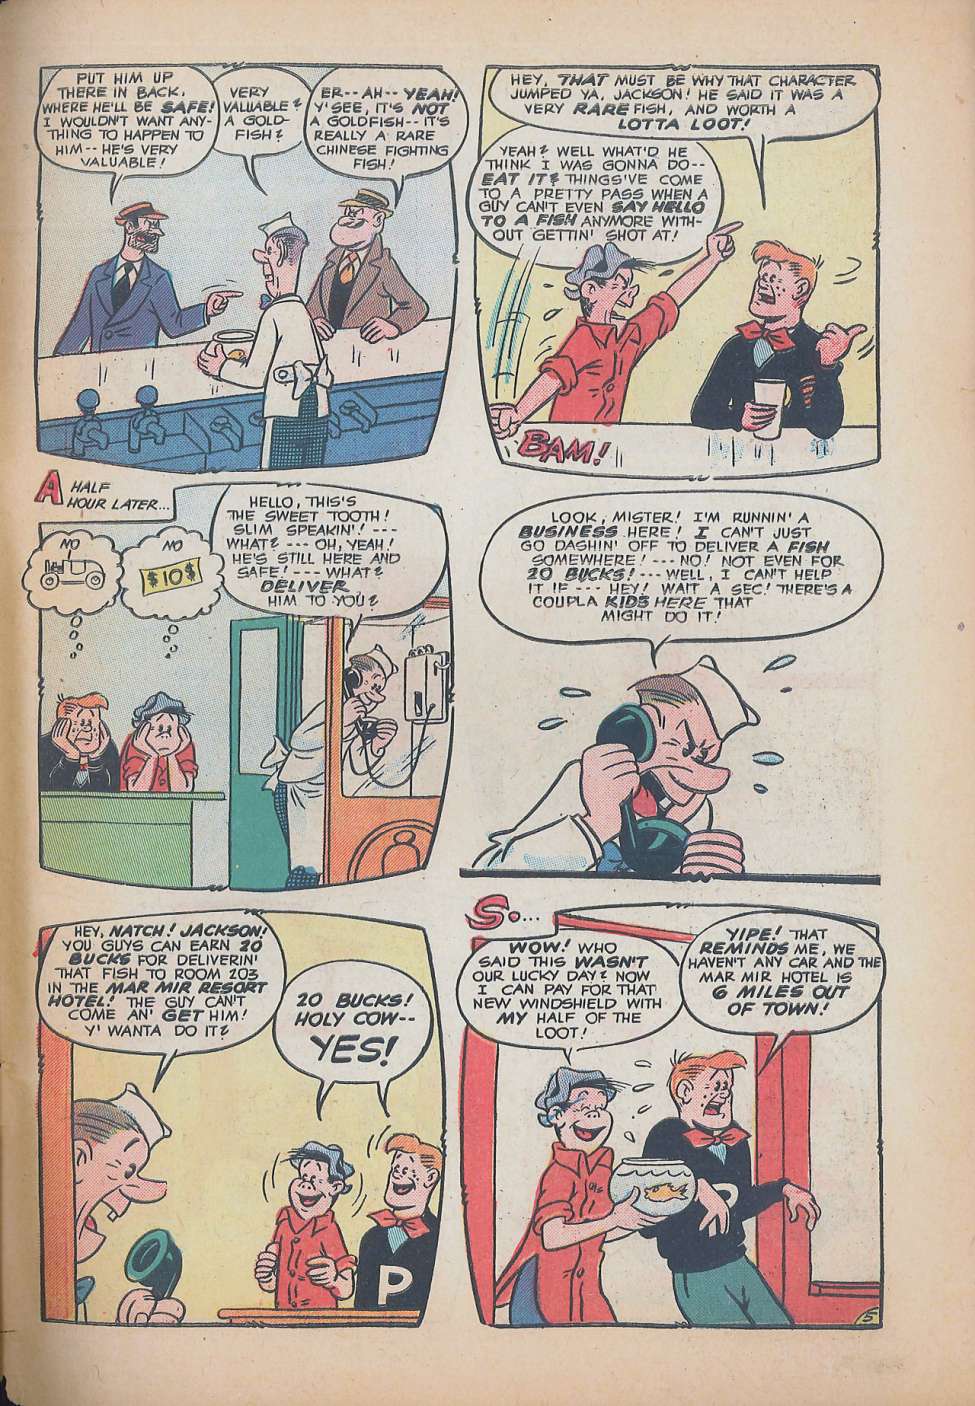 PUT HIM UP
THERE IN BACK,
WHERE HE'LL BE SAFE!
I WOULDN'T WANT ANY-
THING TO HAPPEN TO
HIM-- HE'S VERY
VALUABLE!
VERY
VALUABLE?
A GOLD-
FISH?
ER-- AH-- YEAH!
Y'SEE, IT'S NOT
A GOLDFISH-- IT'S
REALLY A RARE
CHINESE FIGHTING
FISH!
HEY, THAT MUST BE WHY THAT CHARACTER
JUMPED YA, JACKSON! HE SAID IT WAS A
VERY RARE FISH, AND WORTH A
LOTTA LOOT!
YEAH? WELL WHAT'D HE
THINK I WAS GONNA DO--
EAT IT? THINGS'VE COME
TO A PRETTY PASS WHEN A
GUY CAN'T EVEN SAY HELLO
TO A FISH ANYMORE WITH-
OUT GETTIN' SHOT AT!
BAM!
A HALF
HOUR LATER...
NO
NO
$10$
HELLO, THIS'S
THE SWEET TOOTH!
SLIM SPEAKIN'! ---
WHAT? --- OH, YEAH!
HE'S STILL HERE AND
SAFE! --- WHAT?
DELIVER
HIM TO YOU?
LOOK, MISTER! I'M RUNNIN' A
BUSINESS HERE! I CAN'T JUST
GO DASHIN' OFF TO DELIVER A FISH
SOMEWHERE! --- NO! NOT EVEN FOR
20 BUCKS! --- WELL, I CAN'T HELP
IT IF --- HEY! WAIT A SEC! THERE'S A
COUPLA KIDS HERE THAT
MIGHT DO IT!
HEY, NATCH! JACKSON!
YOU GUYS CAN EARN 20
BUCKS FOR DELIVERIN'
THAT FISH TO ROOM 203
IN THE MAR MIR RESORT
HOTEL! THE GUY CAN'T
COME AN' GET HIM!
Y' WANTA DO IT?
20 BUCKS!
HOLY COW--
YES!
P
SO...
WOW! WHO
SAID THIS WASN'T
OUR LUCKY DAY? NOW
I CAN PAY FOR THAT
NEW WINDSHIELD WITH
MY HALF OF THE
LOOT!
YIPE! THAT
REMINDS ME, WE
HAVEN'T ANY CAR AND THE
MAR MIR HOTEL IS
6 MILES OUT
OF TOWN!
P
5